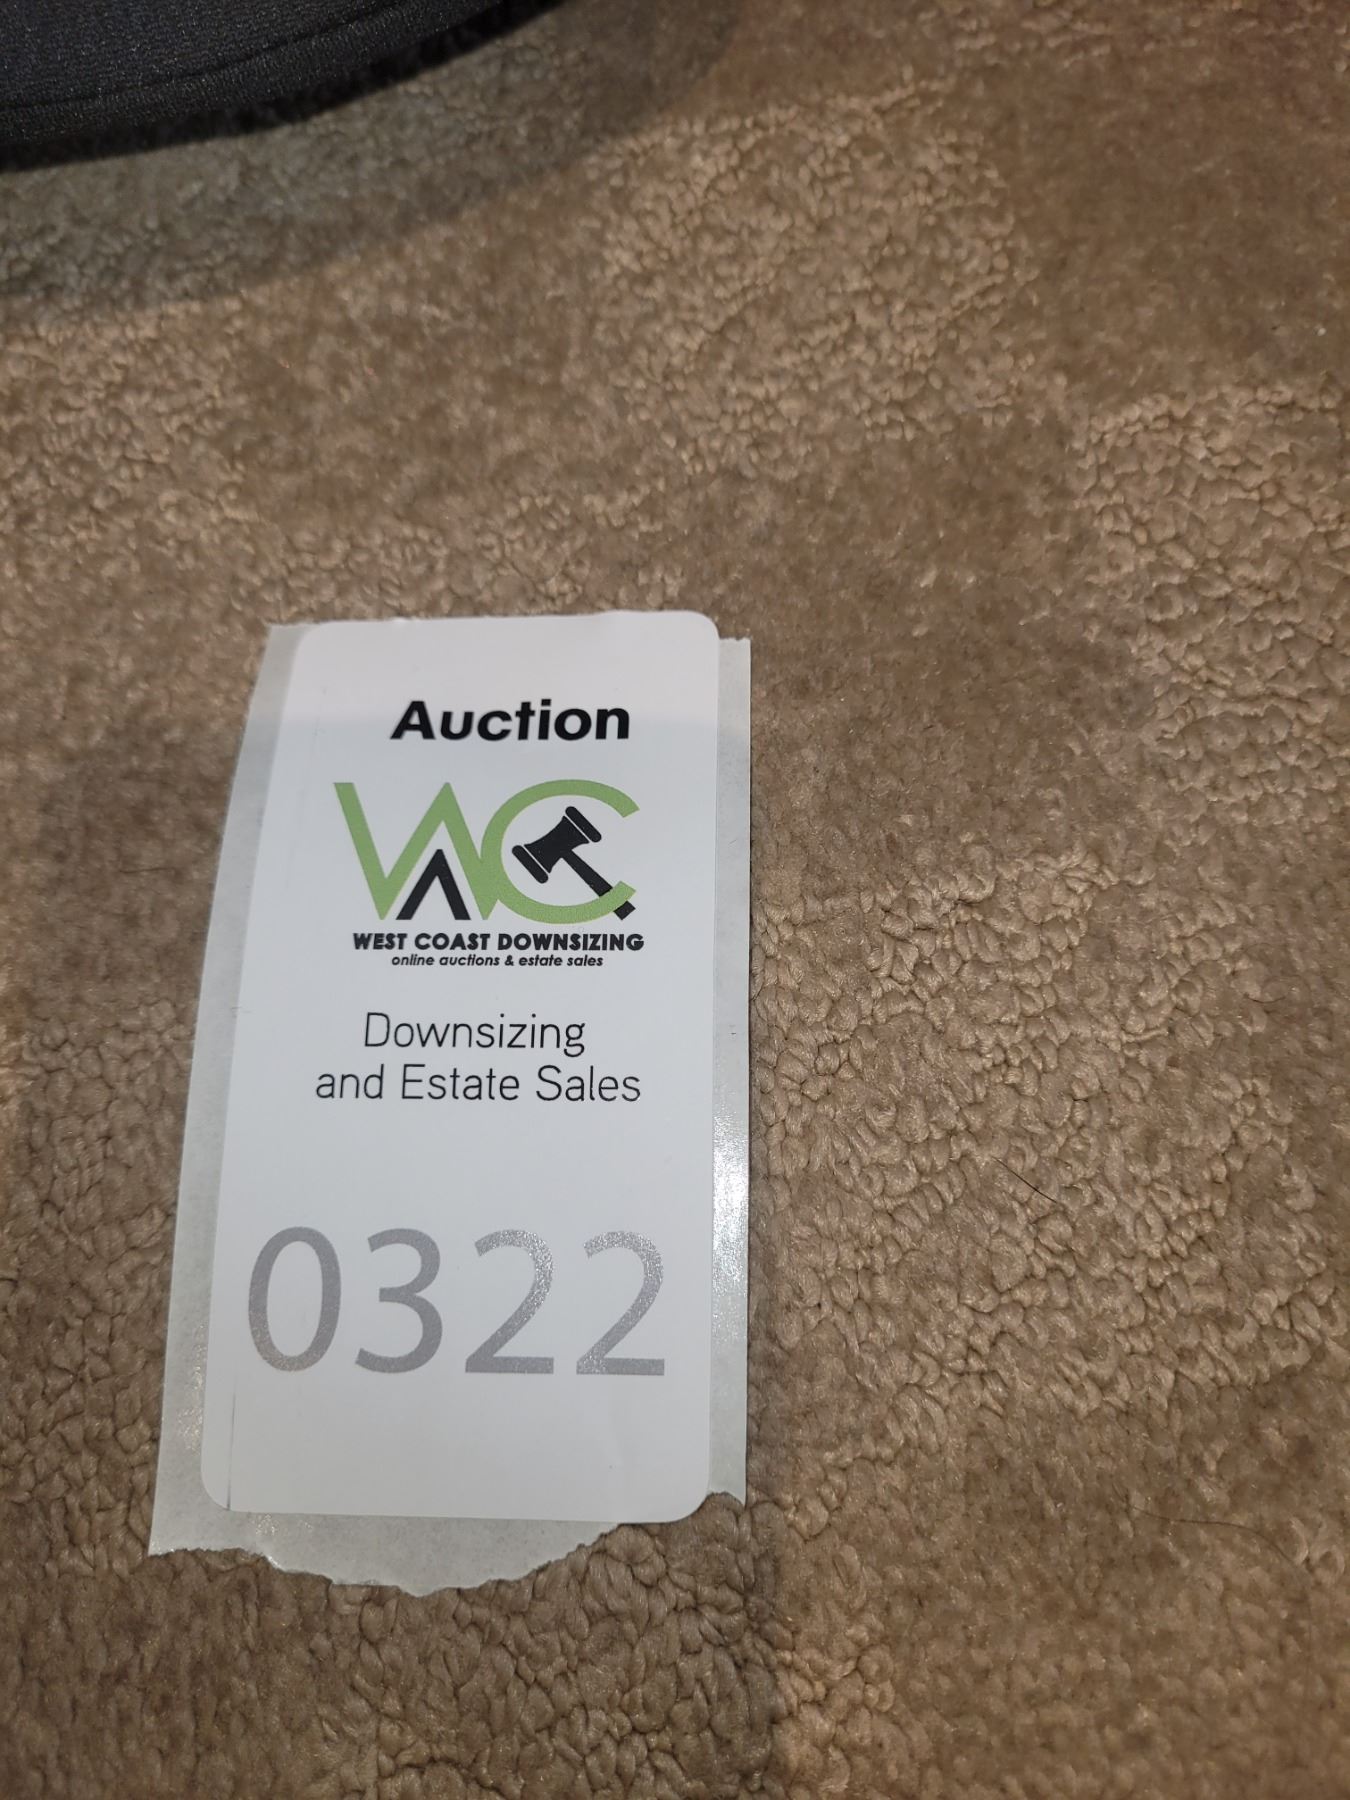 Auction
WC
WEST COAST DOWNSIZING
online auctions & estate sales
Downsizing
and Estate Sales
0322